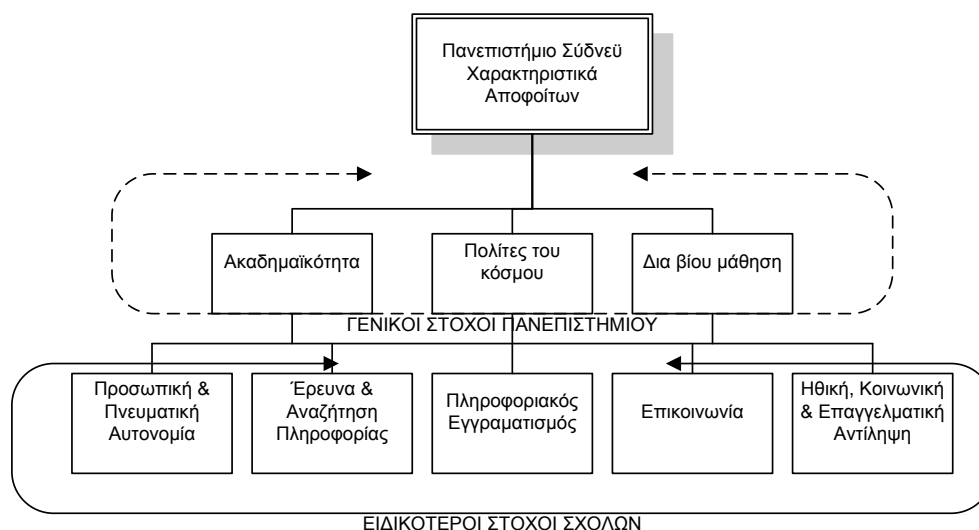 Πανεπιστήμιο Σύδνεϋ
Χαρακτηριστικά
Αποφοίτων
Ακαδημαϊκότητα
Πολίτες του
κόσμου
Δια βίου μάθηση
ΓΕΝΙΚΟΙ ΣΤΟΧΟΙ ΠΑΝΕΠΙΣΤΗΜΙΟΥ
Προσωπική &
Πνευματική
Αυτονομία
Έρευνα &
Αναζήτηση
Πληροφορίας
Πληροφοριακός
Εγγραματισμός
Επικοινωνία
Ηθική, Κοινωνική
& Επαγγελματική
Αντίληψη
ΕΙΔΙΚΟΤΕΡΟΙ ΣΤΟΧΟΙ ΣΧΟΛΩΝ